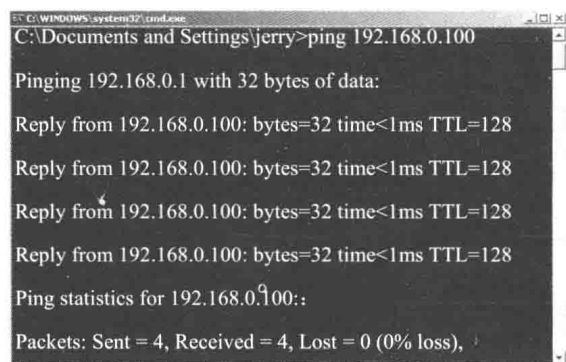 C:\WINDOWS\system32\cmd.exe
C:\Documents and Settings\jerry>ping 192.168.0.100
Pinging 192.168.0.1 with 32 bytes of data:
Reply from 192.168.0.100: bytes=32 time<1ms TTL=128
Reply from 192.168.0.100: bytes=32 time<1ms TTL=128
Reply from 192.168.0.100: bytes=32 time<1ms TTL=128
Reply from 192.168.0.100: bytes=32 time<1ms TTL=128
Ping statistics for 192.168.0.100::
Packets: Sent = 4, Received = 4, Lost = 0 (0% loss),